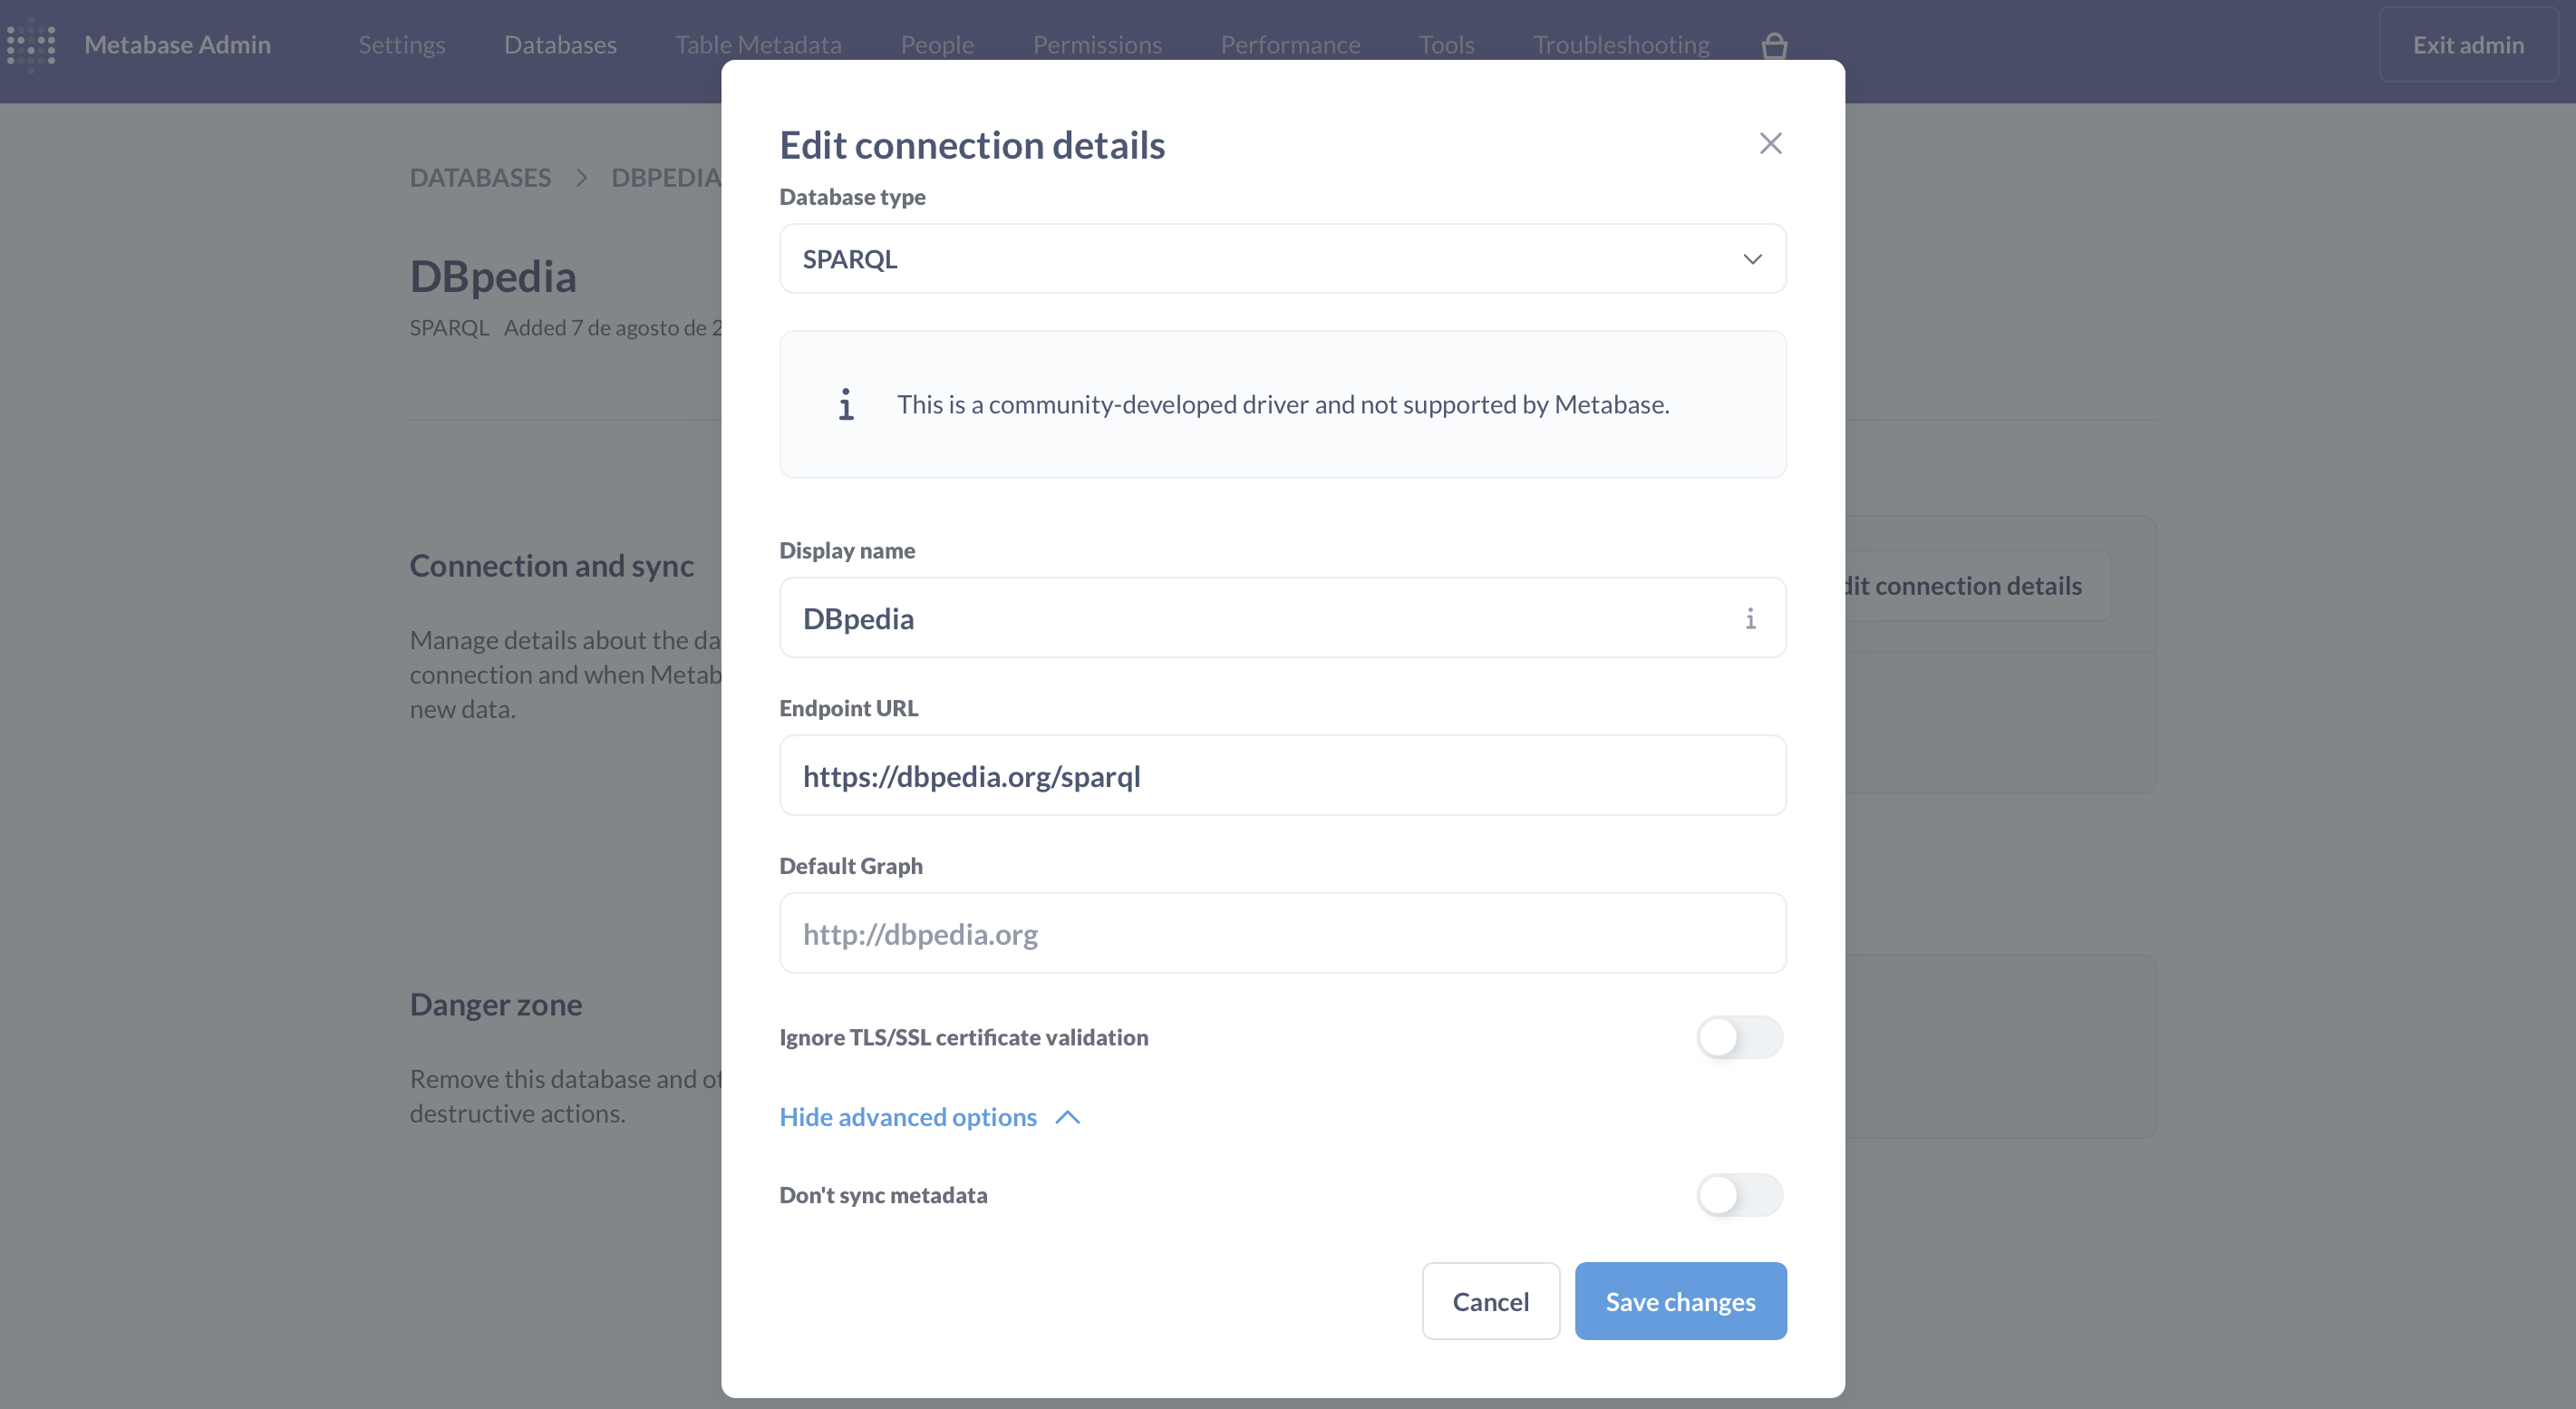 Metabase Admin
Settings
Databases
Table Metadata
People
Permissions
Performance
Tools
Troubleshooting
Exit admin
DATABASES > DBPEDIA
DBpedia
SPARQL Added 7 de agosto de 2
Connection and sync
Manage details about the da
connection and when Metab
new data.
Danger zone
Remove this database and ot
destructive actions.
dit connection details
Edit connection details
Database type
SPARQL
This is a community-developed driver and not supported by Metabase.
Display name
DBpedia
Endpoint URL
https://dbpedia.org/sparql
Default Graph
http://dbpedia.org
Ignore TLS/SSL certificate validation
Hide advanced options
Don't sync metadata
Cancel
Save changes